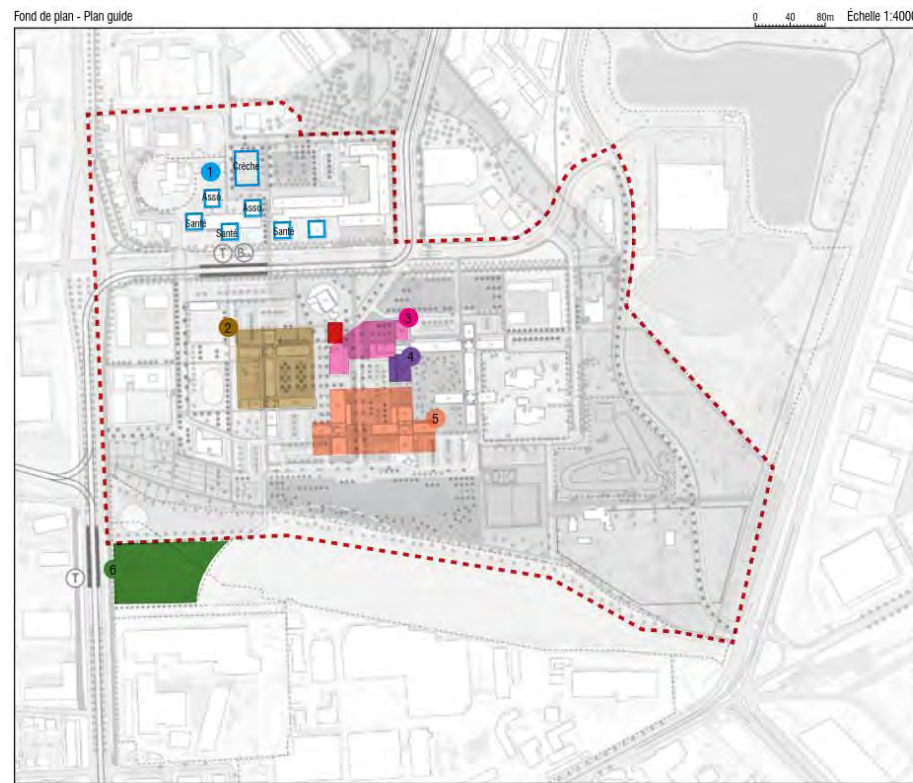 Fond de plan - Plan guide
0 40 80m Échelle 1:4000
1
Crèche
Asso.
Asso.
Santé
Santé
Santé
T
2
3
4
5
6
T